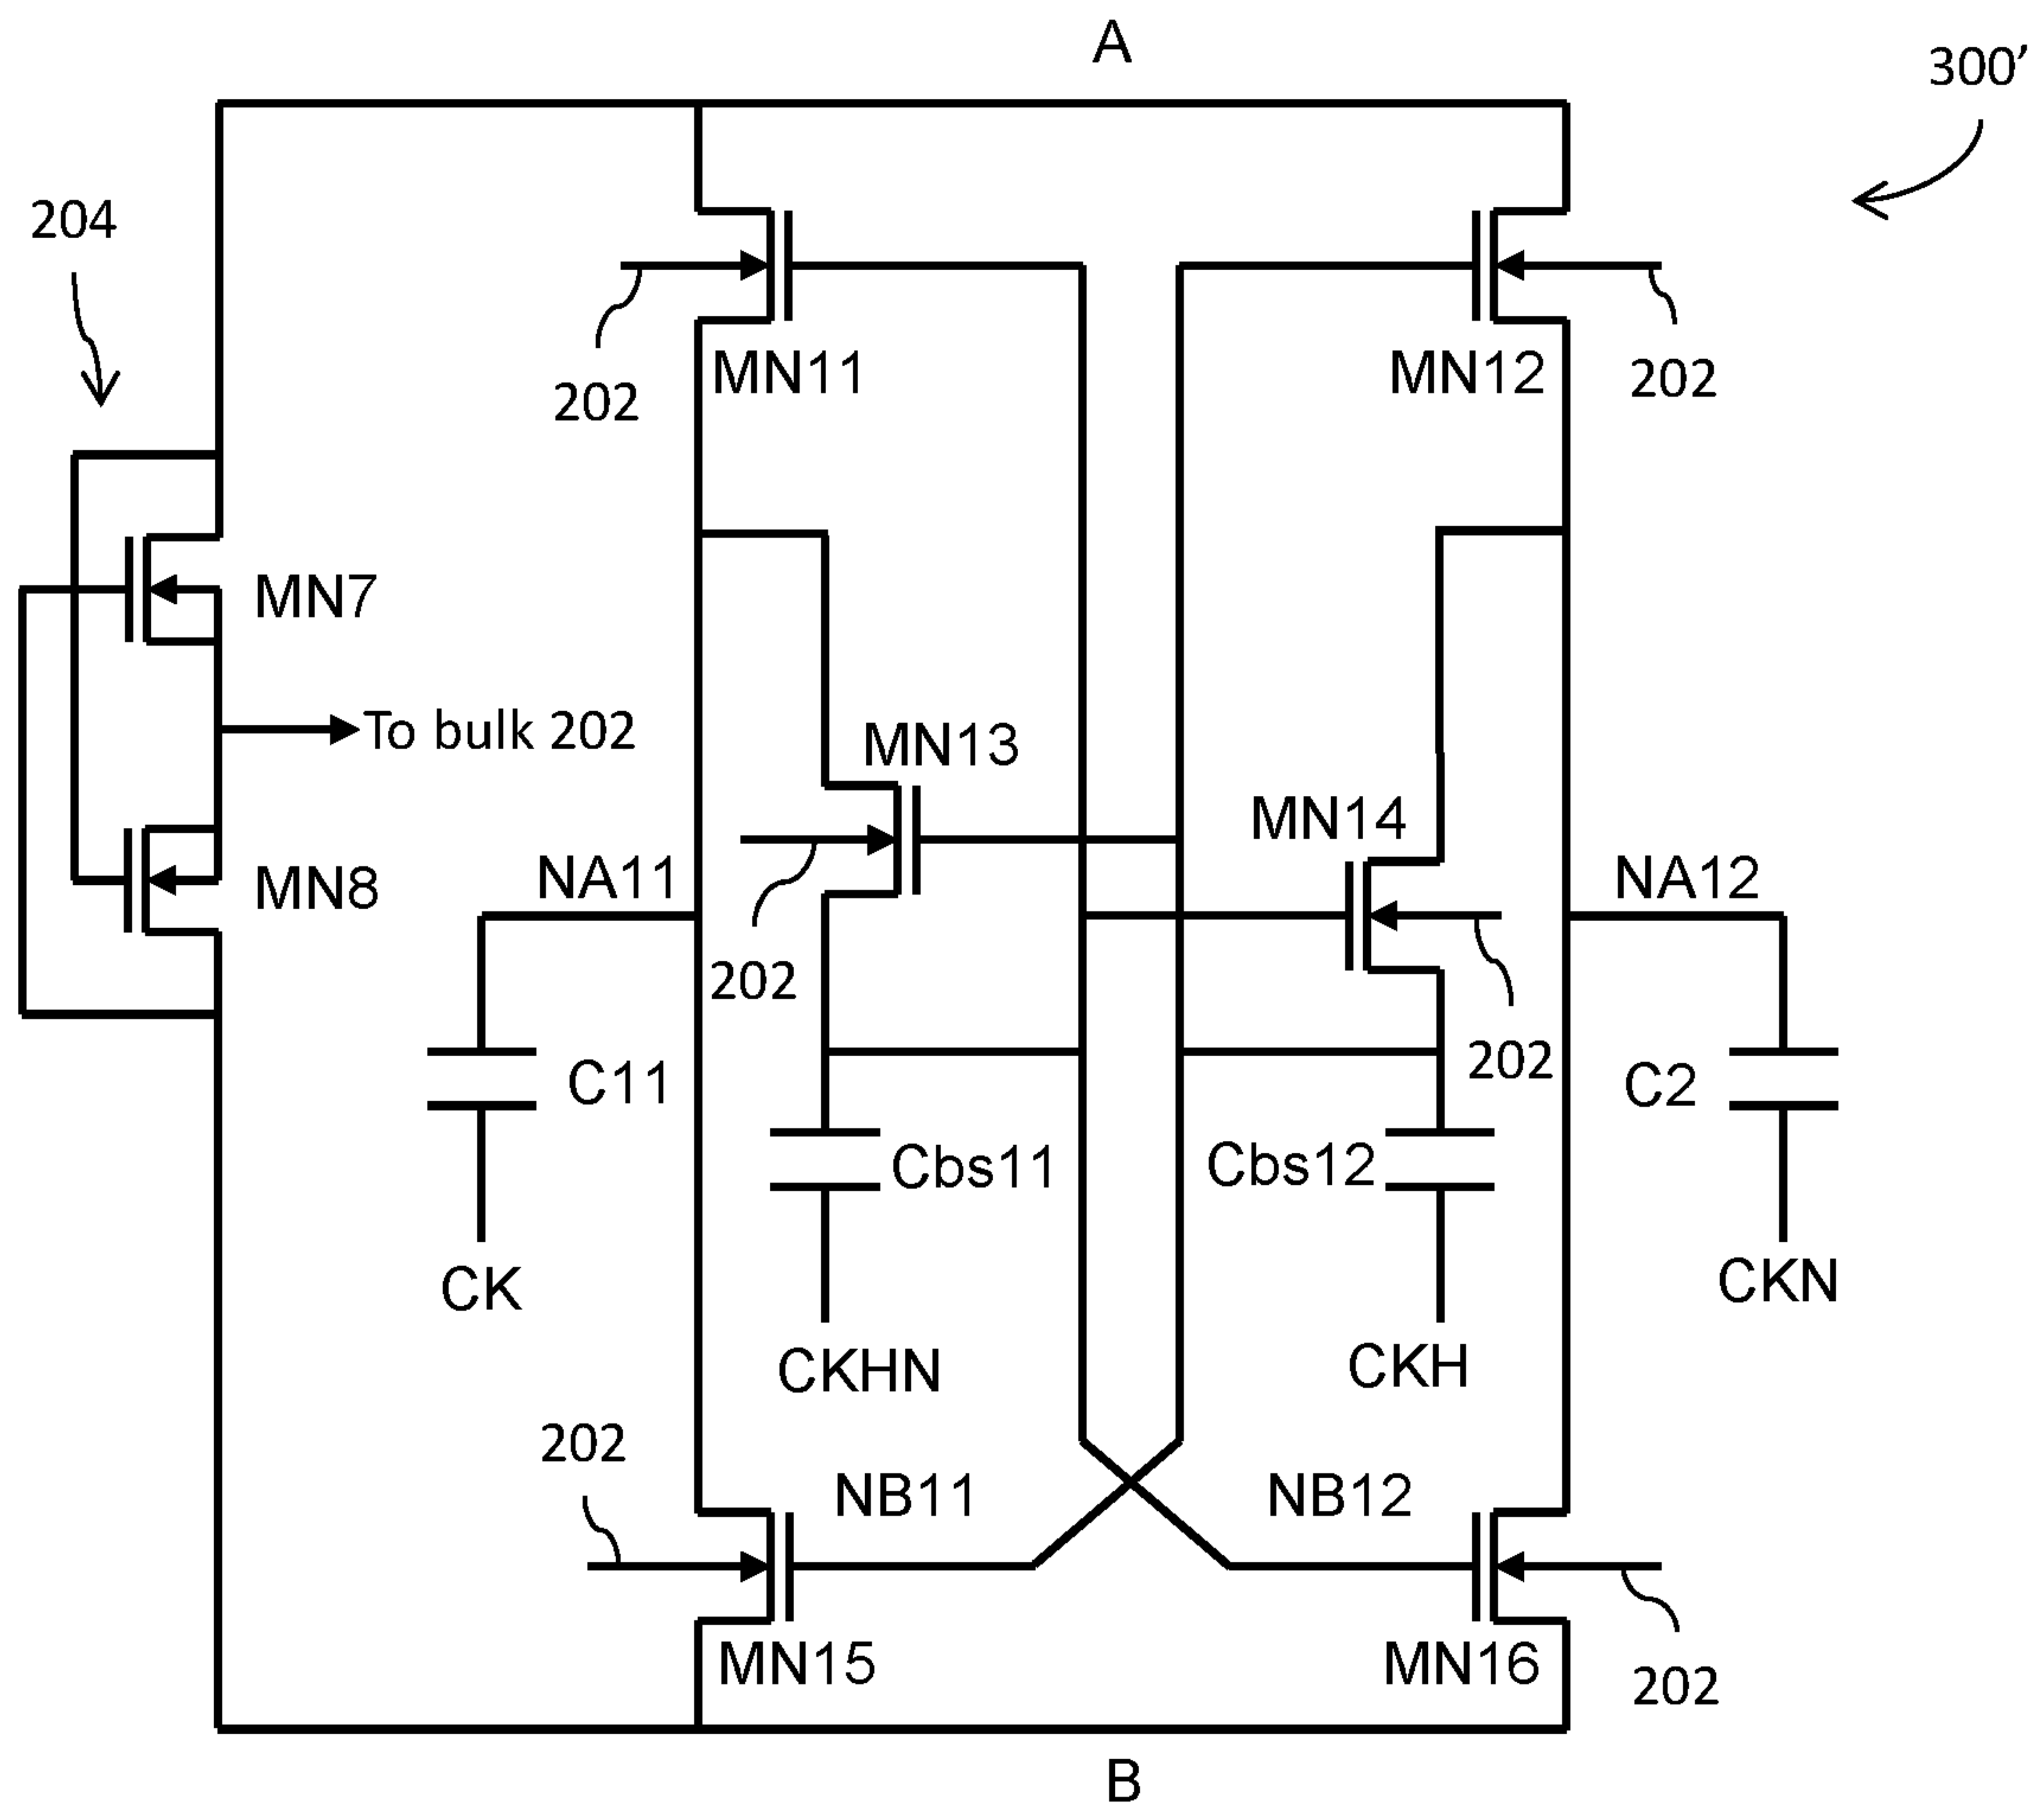 A
300’
204
MN11
MN12
202
202
MN7
To bulk 202
MN13
MN14
MN8
NA11
NA12
202
202
C11
C2
Cbs11
Cbs12
CK
CKN
CKHN
CKH
202
NB11
NB12
MN15
MN16
202
B